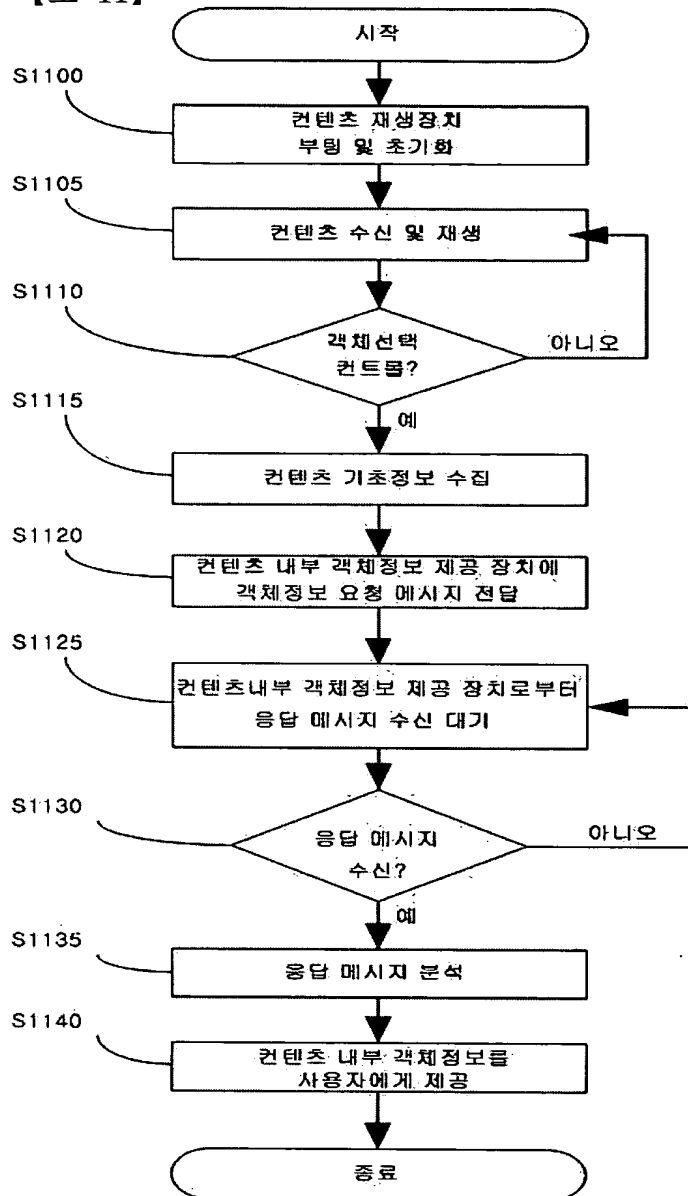 【도 11】
시작
S1100
컨텐츠 재생장치
부팅 및 초기화
S1105
컨텐츠 수신 및 재생
S1110
객체선택
컨트롤?
아니오
예
S1115
컨텐츠 기초정보 수집
S1120
컨텐츠 내부 객체정보 제공 장치에
객체정보 요청 메시지 전달
S1125
컨텐츠내부 객체정보 제공 장치로부터
응답 메시지 수신 대기
S1130
응답 메시지
수신?
아니오
예
S1135
응답 메시지 분석
S1140
컨텐츠 내부 객체정보를
사용자에게 제공
종료